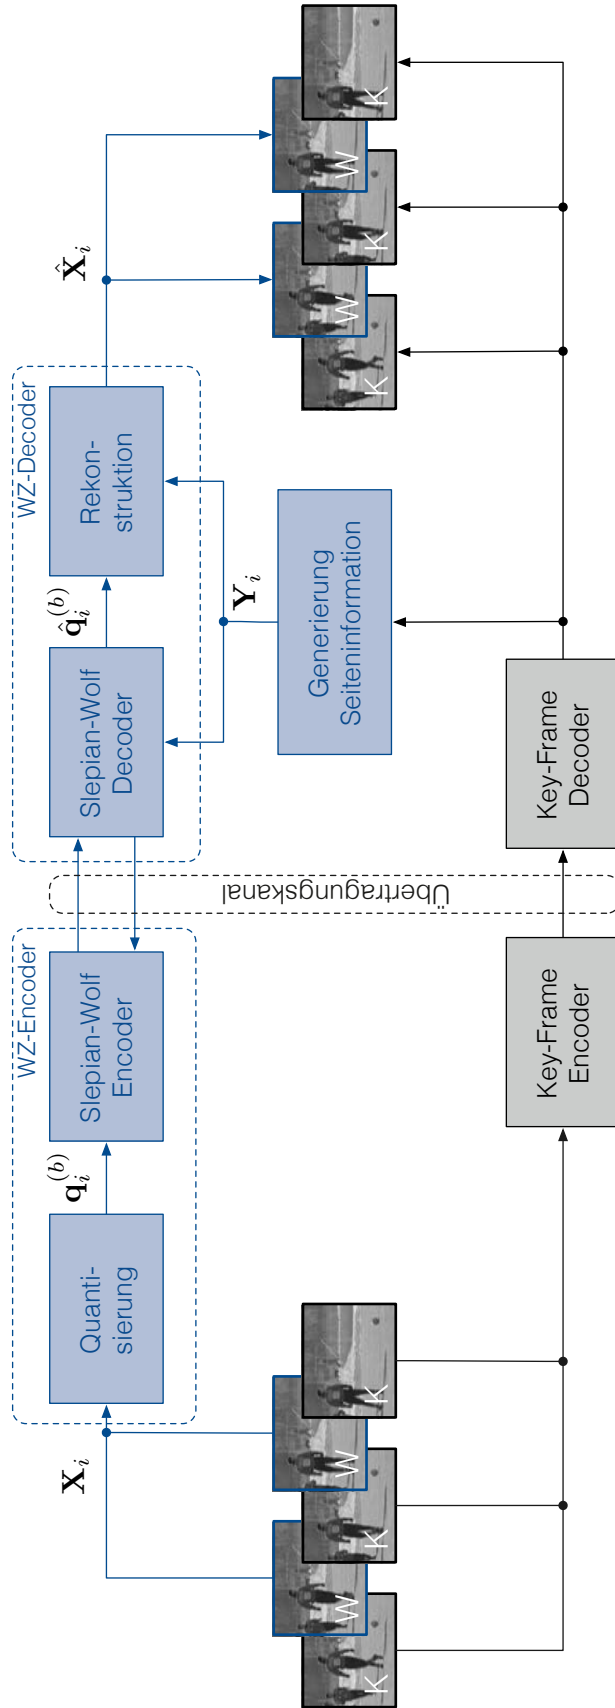 WZ-Encoder
WZ-Decoder
X_i
Quanti-
sierung
q_i^{(b)}
Slepian-Wolf
Encoder
Slepian-Wolf
Decoder
q̂_i^{(b)}
Rekon-
struktion
X̂_i
Übertragungskanal
Y_i
Generierung
Seiteninformation
K
W
K
W
K
K
W
K
W
K
Key-Frame
Encoder
Key-Frame
Decoder